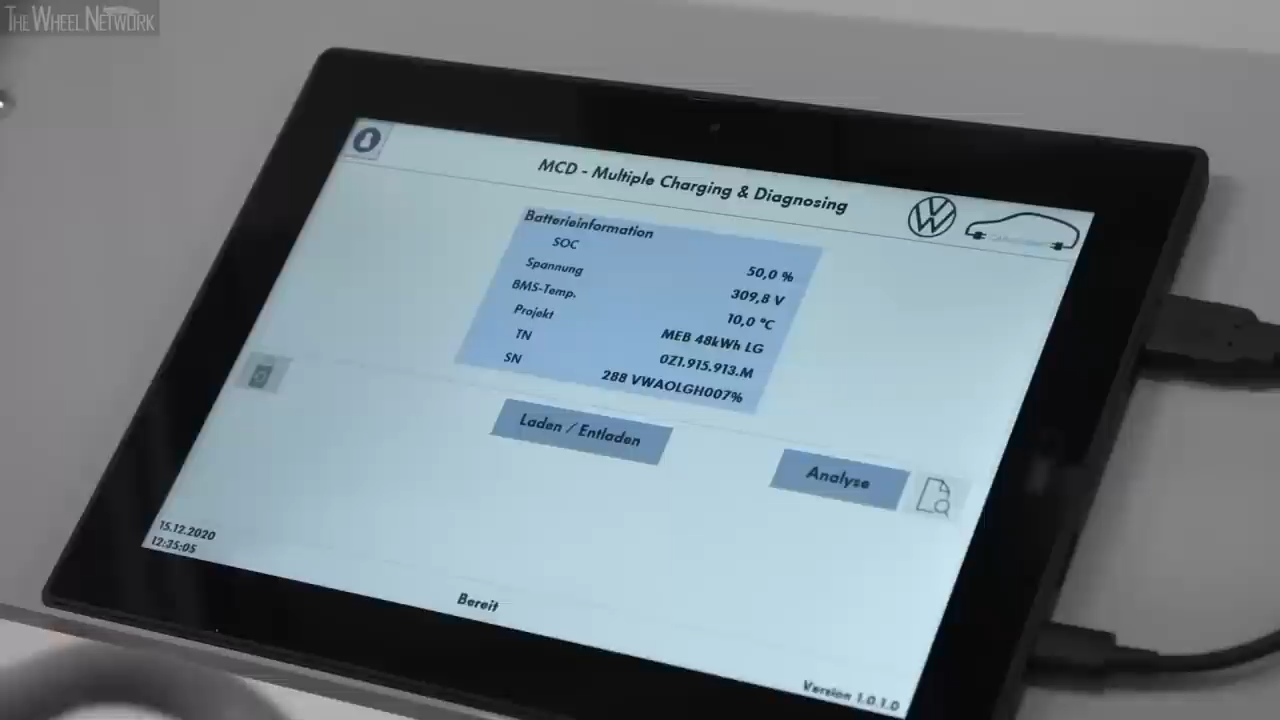 THE WHEEL NETWORK
MCD - Multiple Charging & Diagnosing
Batterieinformation
SOC 50,0 %
Spannung 309,8 V
BMS-Temp. 10,0 °C
Projekt MEB 48kWh LG
TN 0Z1.915.913.M
SN 288 VWAOLGH007%
Laden / Entladen
Analyse
15.12.2020
12:35:05
Bereit
Version 1.0.1.0